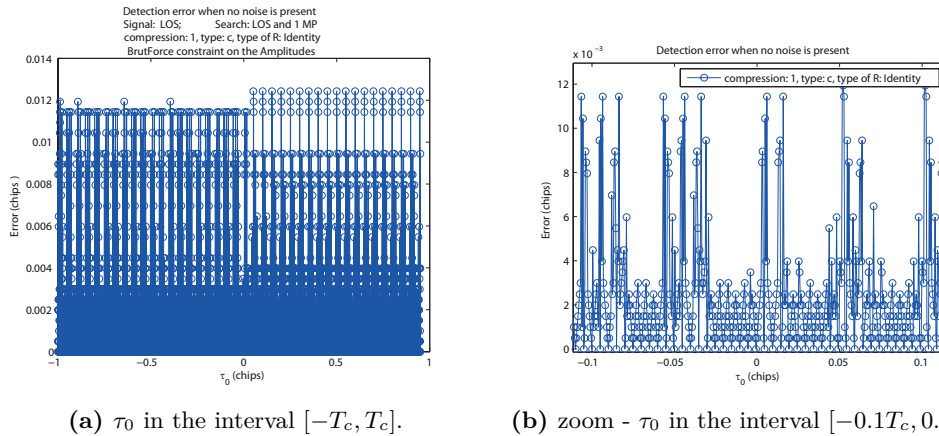 Detection error when no noise is present
Signal: LOS; Search: LOS and 1 MP
compression: 1, type: c, type of R: Identity
BrutForce constraint on the Amplitudes
0.014
0.012
0.01
0.008
0.006
0.004
0.002
0
Error (chips )
-1
-0.5
0
0.5
1
τ0 (chips)
(a) τ0 in the interval [−Tc, Tc].
x 10-3
Detection error when no noise is present
compression: 1, type: c, type of R: Identity
12
10
8
6
4
2
0
Error (chips)
-0.1
-0.05
0
0.05
0.1
τ0 (chips)
(b) zoom - τ0 in the interval [−0.1Tc, 0.